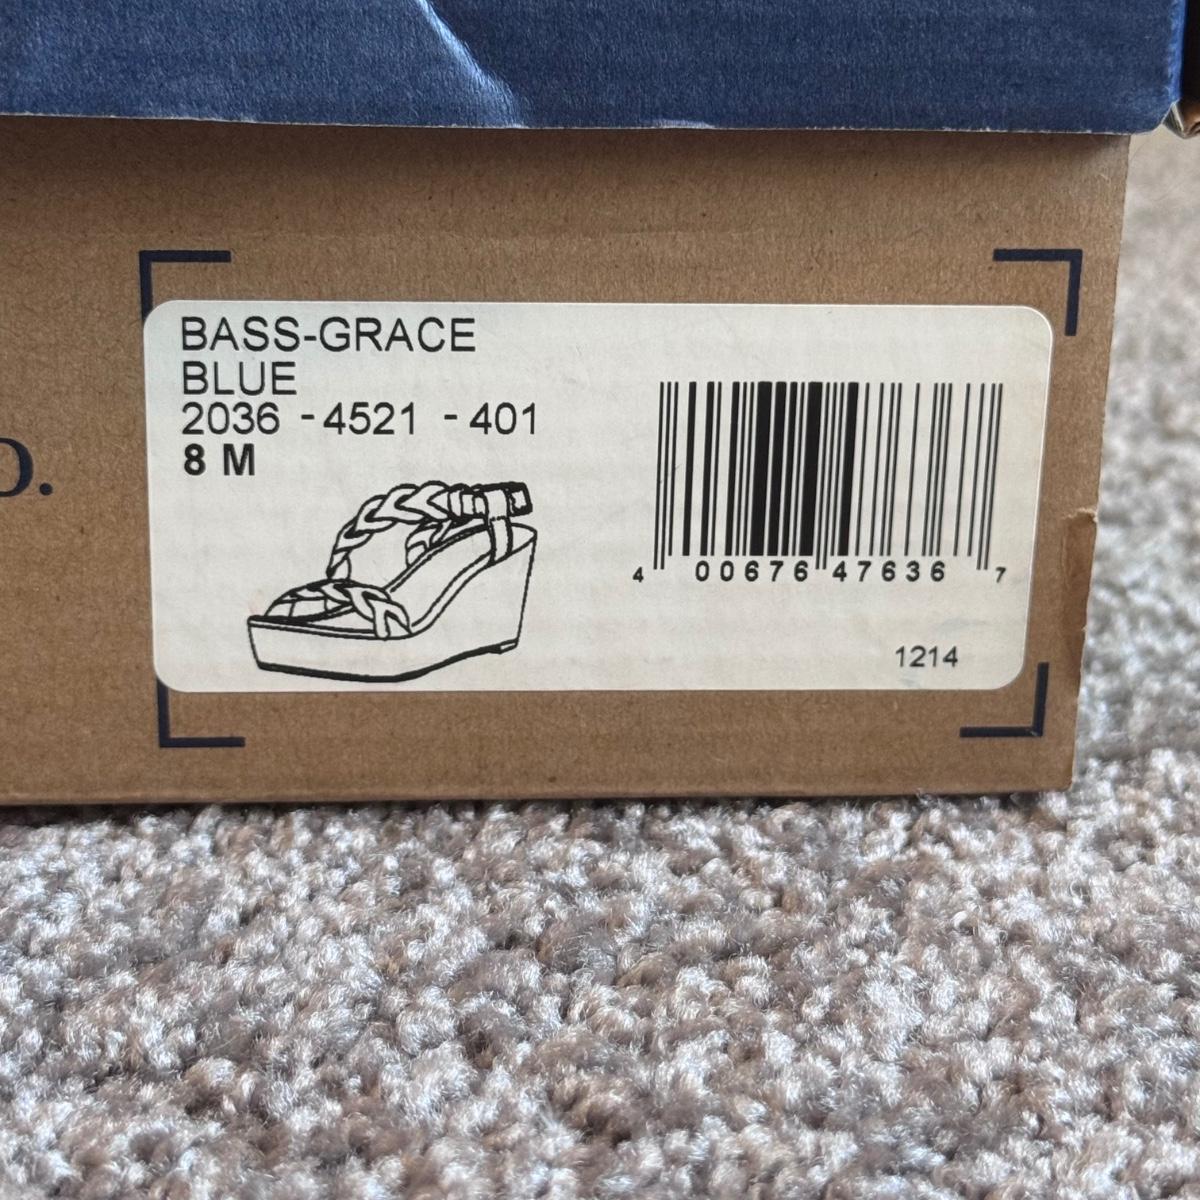 BASS-GRACE
BLUE
2036 - 4521 - 401
8 M
O.
4 00676 47636 7
1214